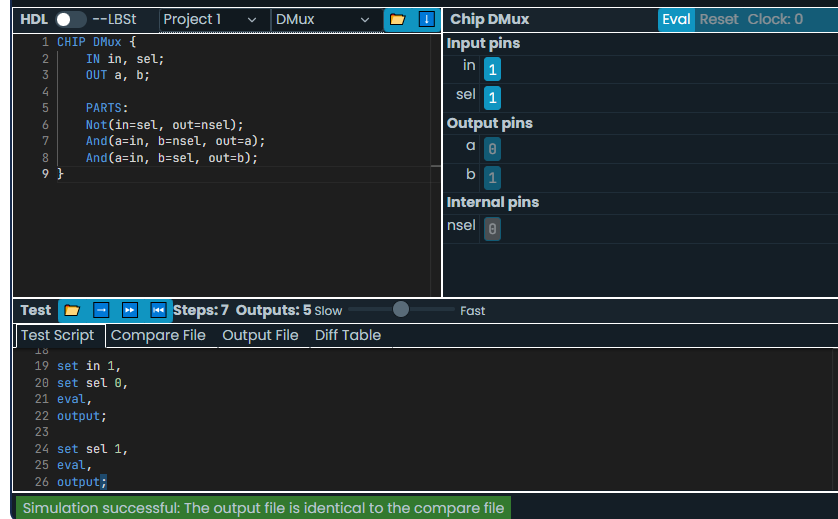 HDL --LBSt Project 1 DMux
1 CHIP DMux {
2 IN in, sel;
3 OUT a, b;
4
5 PARTS:
6 Not(in=sel, out=nsel);
7 And(a=in, b=nsel, out=a);
8 And(a=in, b=sel, out=b);
9 }
Chip DMux Eval Reset Clock: 0
Input pins
in 1
sel 1
Output pins
a 0
b 1
Internal pins
nsel 0
Test Steps: 7 Outputs: 5 Slow Fast
Test Script Compare File Output File Diff Table
18
19 set in 1,
20 set sel 0,
21 eval,
22 output;
23
24 set sel 1,
25 eval,
26 output;
Simulation successful: The output file is identical to the compare file